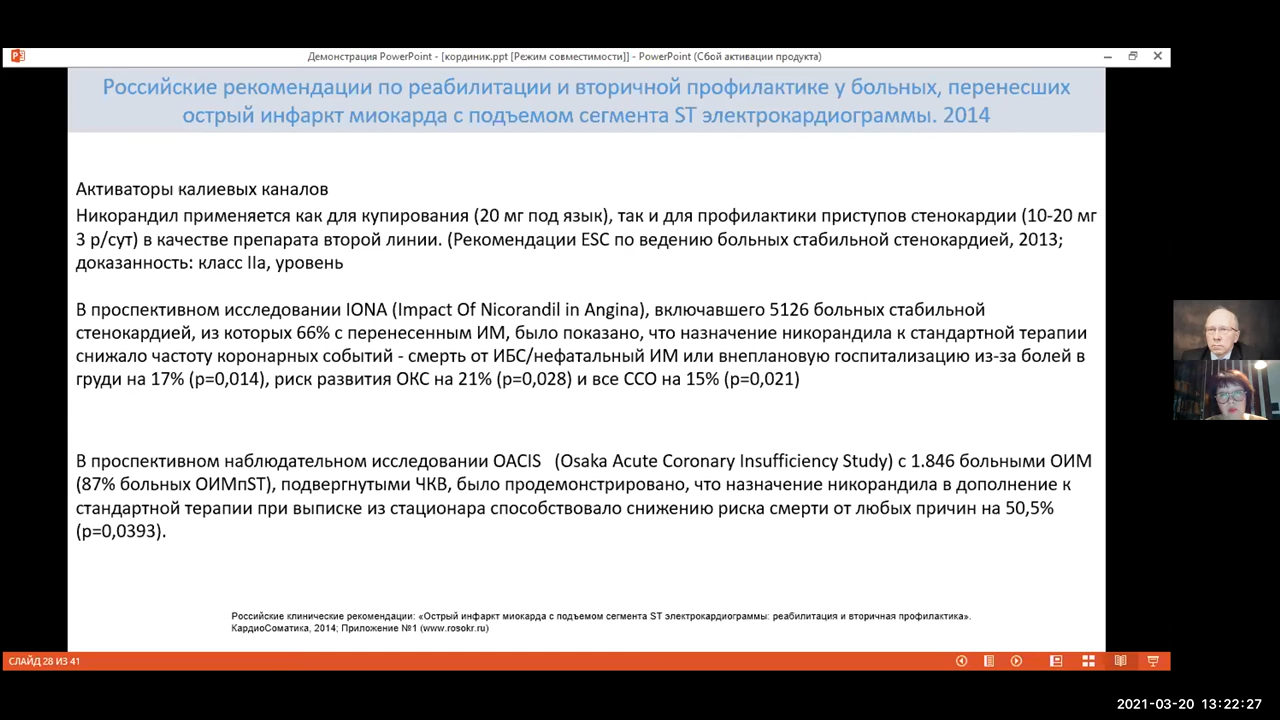 Демонстрация PowerPoint - [кординик.ppt [Режим совместимости]] - PowerPoint (Сбой активации продукта)
Российские рекомендации по реабилитации и вторичной профилактике у больных, перенесших
острый инфаркт миокарда с подъемом сегмента ST электрокардиограммы. 2014
Активаторы калиевых каналов
Никорандил применяется как для купирования (20 мг под язык), так и для профилактики приступов стенокардии (10-20 мг
3 р/сут) в качестве препарата второй линии. (Рекомендации ESC по ведению больных стабильной стенокардией, 2013;
доказанность: класс IIa, уровень
В проспективном исследовании IONA (Impact Of Nicorandil in Angina), включавшего 5126 больных стабильной
стенокардией, из которых 66% с перенесенным ИМ, было показано, что назначение никорандила к стандартной терапии
снижало частоту коронарных событий - смерть от ИБС/нефатальный ИМ или внеплановую госпитализацию из-за болей в
груди на 17% (p=0,014), риск развития ОКС на 21% (p=0,028) и все ССО на 15% (p=0,021)
В проспективном наблюдательном исследовании OACIS (Osaka Acute Coronary Insufficiency Study) с 1.846 больными ОИМ
(87% больных ОИМпST), подвергнутыми ЧКВ, было продемонстрировано, что назначение никорандила в дополнение к
стандартной терапии при выписке из стационара способствовало снижению риска смерти от любых причин на 50,5%
(p=0,0393).
Российские клинические рекомендации: «Острый инфаркт миокарда с подъемом сегмента ST электрокардиограммы: реабилитация и вторичная профилактика».
КардиоСоматика, 2014; Приложение №1 (www.rosokr.ru)
СЛАЙД 28 ИЗ 41
2021-03-20 13:22:27